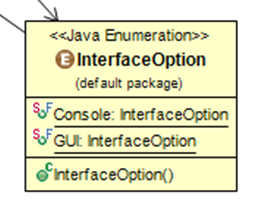 <<Java Enumeration>>
E InterfaceOption
(default package)
S F Console: InterfaceOption
S F GUI: InterfaceOption
C InterfaceOption()